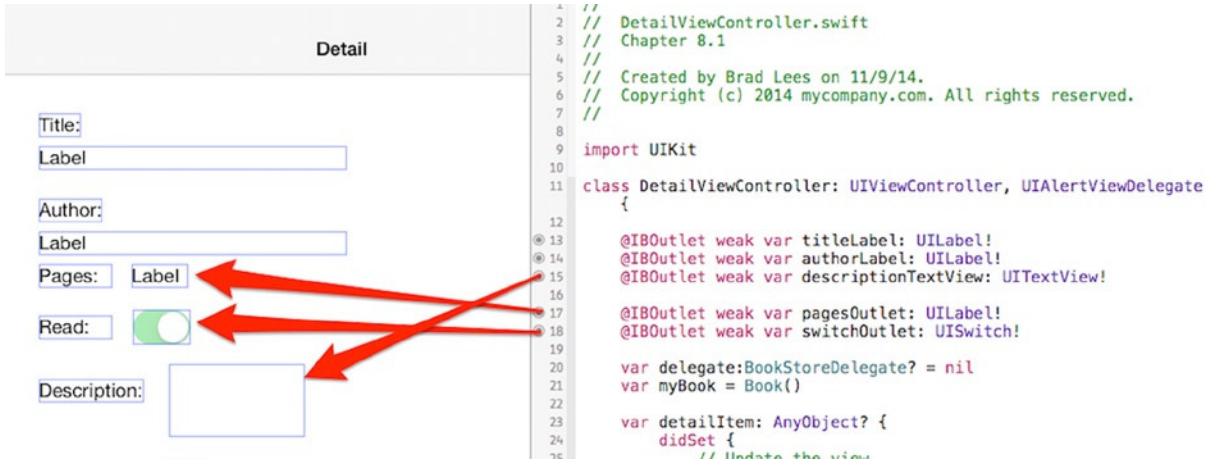 Detail
Title:
Label
Author:
Label
Pages: Label
Read:
Description:
1 //
2 // DetailViewController.swift
3 // Chapter 8.1
4 //
5 // Created by Brad Lees on 11/9/14.
6 // Copyright (c) 2014 mycompany.com. All rights reserved.
7 //
8
9 import UIKit
10
11 class DetailViewController: UIViewController, UIAlertViewDelegate
{
12
13 @IBOutlet weak var titleLabel: UILabel!
14 @IBOutlet weak var authorLabel: UILabel!
15 @IBOutlet weak var descriptionTextView: UITextView!
16
17 @IBOutlet weak var pagesOutlet: UILabel!
18 @IBOutlet weak var switchOutlet: UISwitch!
19
20 var delegate:BookStoreDelegate? = nil
21 var myBook = Book()
22
23 var detailItem: AnyObject? {
24 didSet {
25 // Update the view